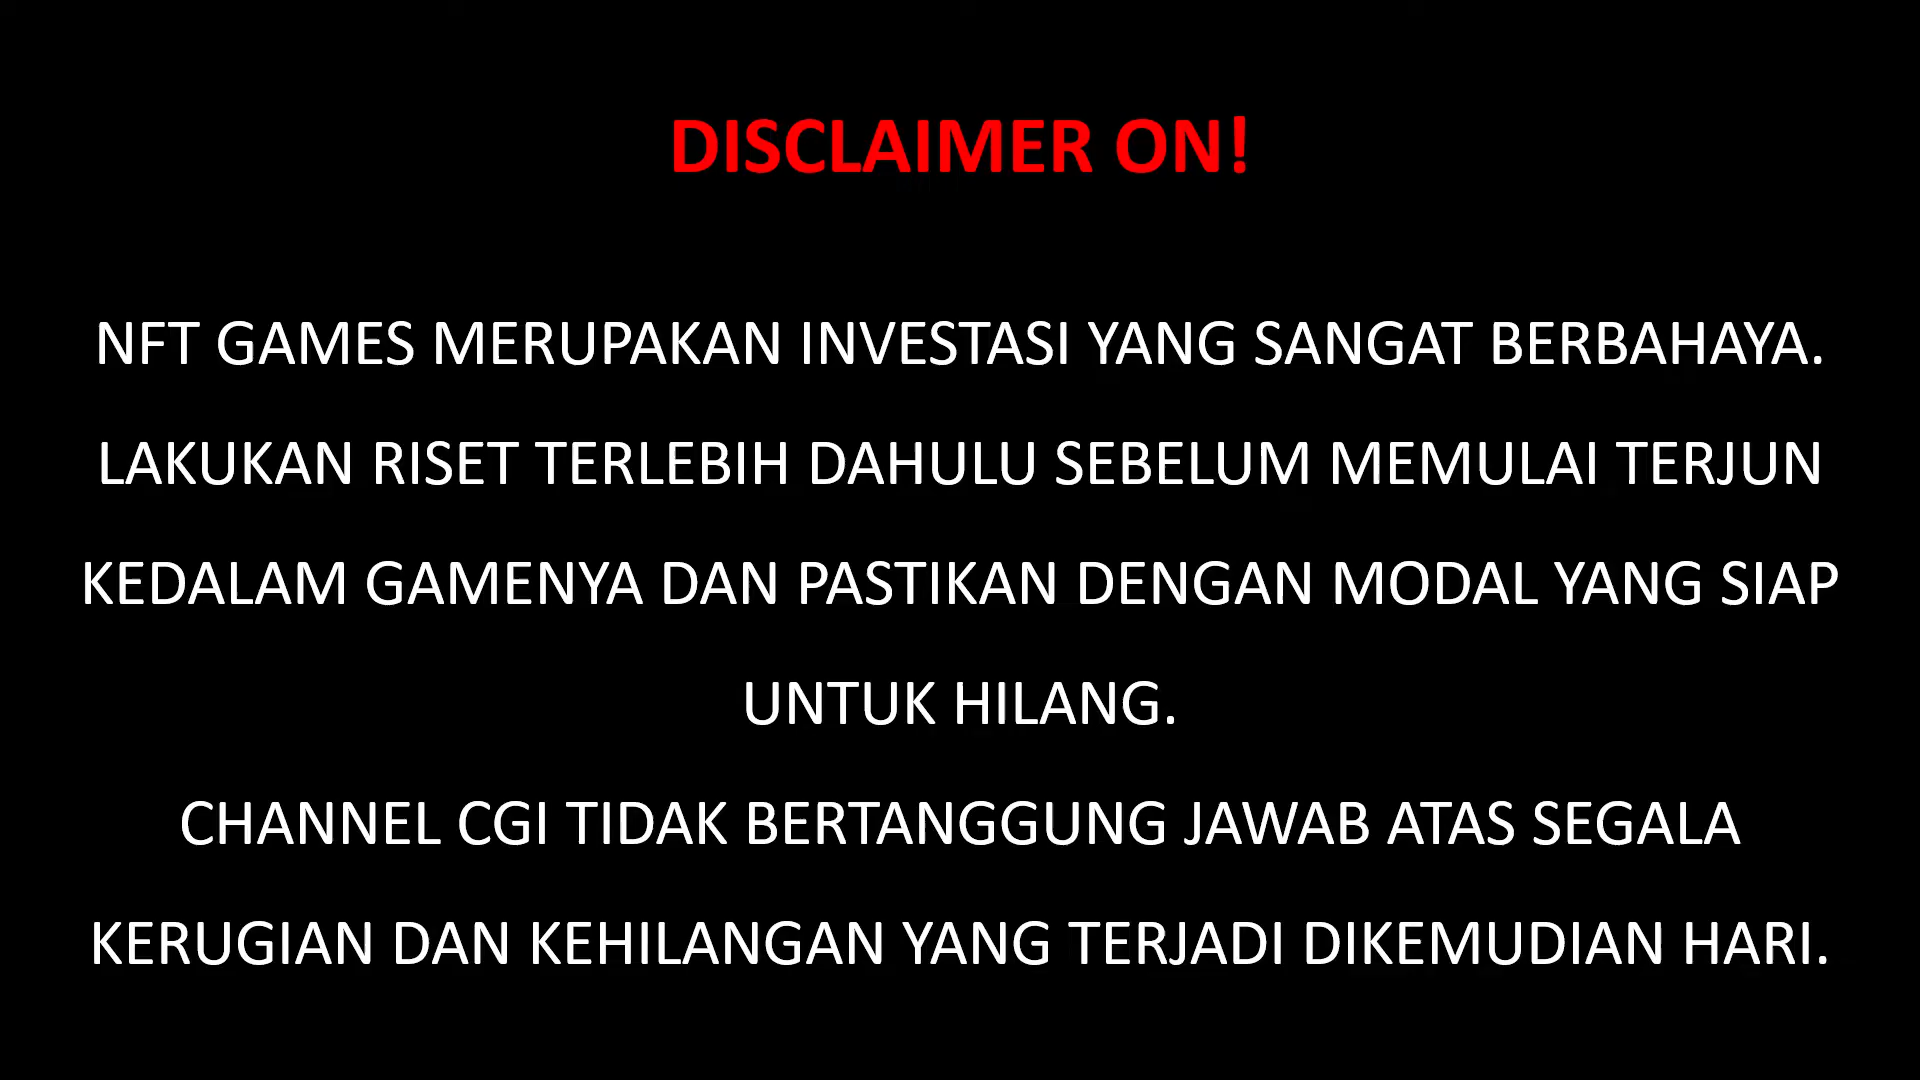 DISCLAIMER ON!
NFT GAMES MERUPAKAN INVESTASI YANG SANGAT BERBAHAYA.
LAKUKAN RISET TERLEBIH DAHULU SEBELUM MEMULAI TERJUN
KEDALAM GAMENYA DAN PASTIKAN DENGAN MODAL YANG SIAP
UNTUK HILANG.
CHANNEL CGI TIDAK BERTANGGUNG JAWAB ATAS SEGALA
KERUGIAN DAN KEHILANGAN YANG TERJADI DIKEMUDIAN HARI.